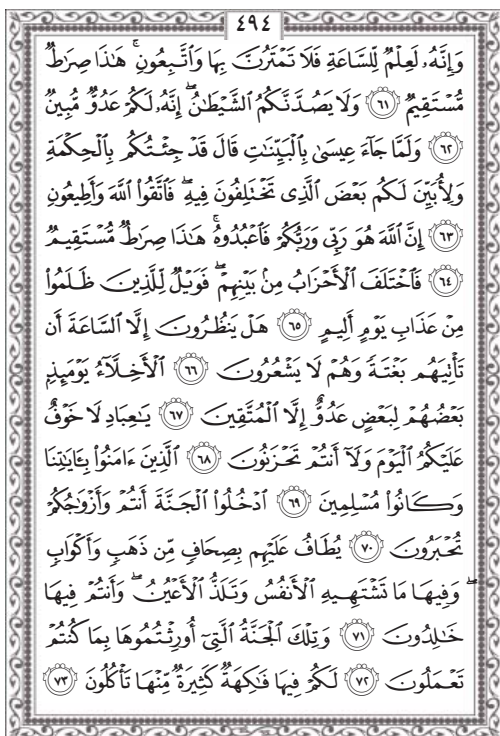 ٤٩٤
وَإِنَّهُۥ لَعِلْمٌ لِّلسَّاعَةِ فَلَا تَمْتَرُنَّ بِهَا وَٱتَّبِعُونِ ۚ هَٰذَا صِرَٰطٌ
مُّسْتَقِيمٌ ﴿٦١﴾ وَلَا يَصُدَّنَّكُمُ ٱلشَّيْطَٰنُ ۖ إِنَّهُۥ لَكُمْ عَدُوٌّ مُّبِينٌ
﴿٦٢﴾ وَلَمَّا جَآءَ عِيسَىٰ بِٱلْبَيِّنَٰتِ قَالَ قَدْ جِئْتُكُم بِٱلْحِكْمَةِ
وَلِأُبَيِّنَ لَكُم بَعْضَ ٱلَّذِى تَخْتَلِفُونَ فِيهِ ۖ فَٱتَّقُوا۟ ٱللَّهَ وَأَطِيعُونِ
﴿٦٣﴾ إِنَّ ٱللَّهَ هُوَ رَبِّى وَرَبُّكُمْ فَٱعْبُدُوهُ ۚ هَٰذَا صِرَٰطٌ مُّسْتَقِيمٌ
﴿٦٤﴾ فَٱخْتَلَفَ ٱلْأَحْزَابُ مِنۢ بَيْنِهِمْ ۖ فَوَيْلٌ لِّلَّذِينَ ظَلَمُوا۟
مِنْ عَذَابِ يَوْمٍ أَلِيمٍ ﴿٦٥﴾ هَلْ يَنظُرُونَ إِلَّا ٱلسَّاعَةَ أَن
تَأْتِيَهُم بَغْتَةً وَهُمْ لَا يَشْعُرُونَ ﴿٦٦﴾ ٱلْأَخِلَّآءُ يَوْمَئِذٍۭ
بَعْضُهُمْ لِبَعْضٍ عَدُوٌّ إِلَّا ٱلْمُتَّقِينَ ﴿٦٧﴾ يَٰعِبَادِ لَا خَوْفٌ
عَلَيْكُمُ ٱلْيَوْمَ وَلَآ أَنتُمْ تَحْزَنُونَ ﴿٦٨﴾ ٱلَّذِينَ ءَامَنُوا۟ بِـَٔايَٰتِنَا
وَكَانُوا۟ مُسْلِمِينَ ﴿٦٩﴾ ٱدْخُلُوا۟ ٱلْجَنَّةَ أَنتُمْ وَأَزْوَٰجُكُمْ
تُحْبَرُونَ ﴿٧٠﴾ يُطَافُ عَلَيْهِم بِصِحَافٍ مِّن ذَهَبٍ وَأَكْوَابٍ
ۖ وَفِيهَا مَا تَشْتَهِيهِ ٱلْأَنفُسُ وَتَلَذُّ ٱلْأَعْيُنُ ۖ وَأَنتُمْ فِيهَا
خَٰلِدُونَ ﴿٧١﴾ وَتِلْكَ ٱلْجَنَّةُ ٱلَّتِىٓ أُورِثْتُمُوهَا بِمَا كُنتُمْ
تَعْمَلُونَ ﴿٧٢﴾ لَكُمْ فِيهَا فَٰكِهَةٌ كَثِيرَةٌ مِّنْهَا تَأْكُلُونَ ﴿٧٣﴾